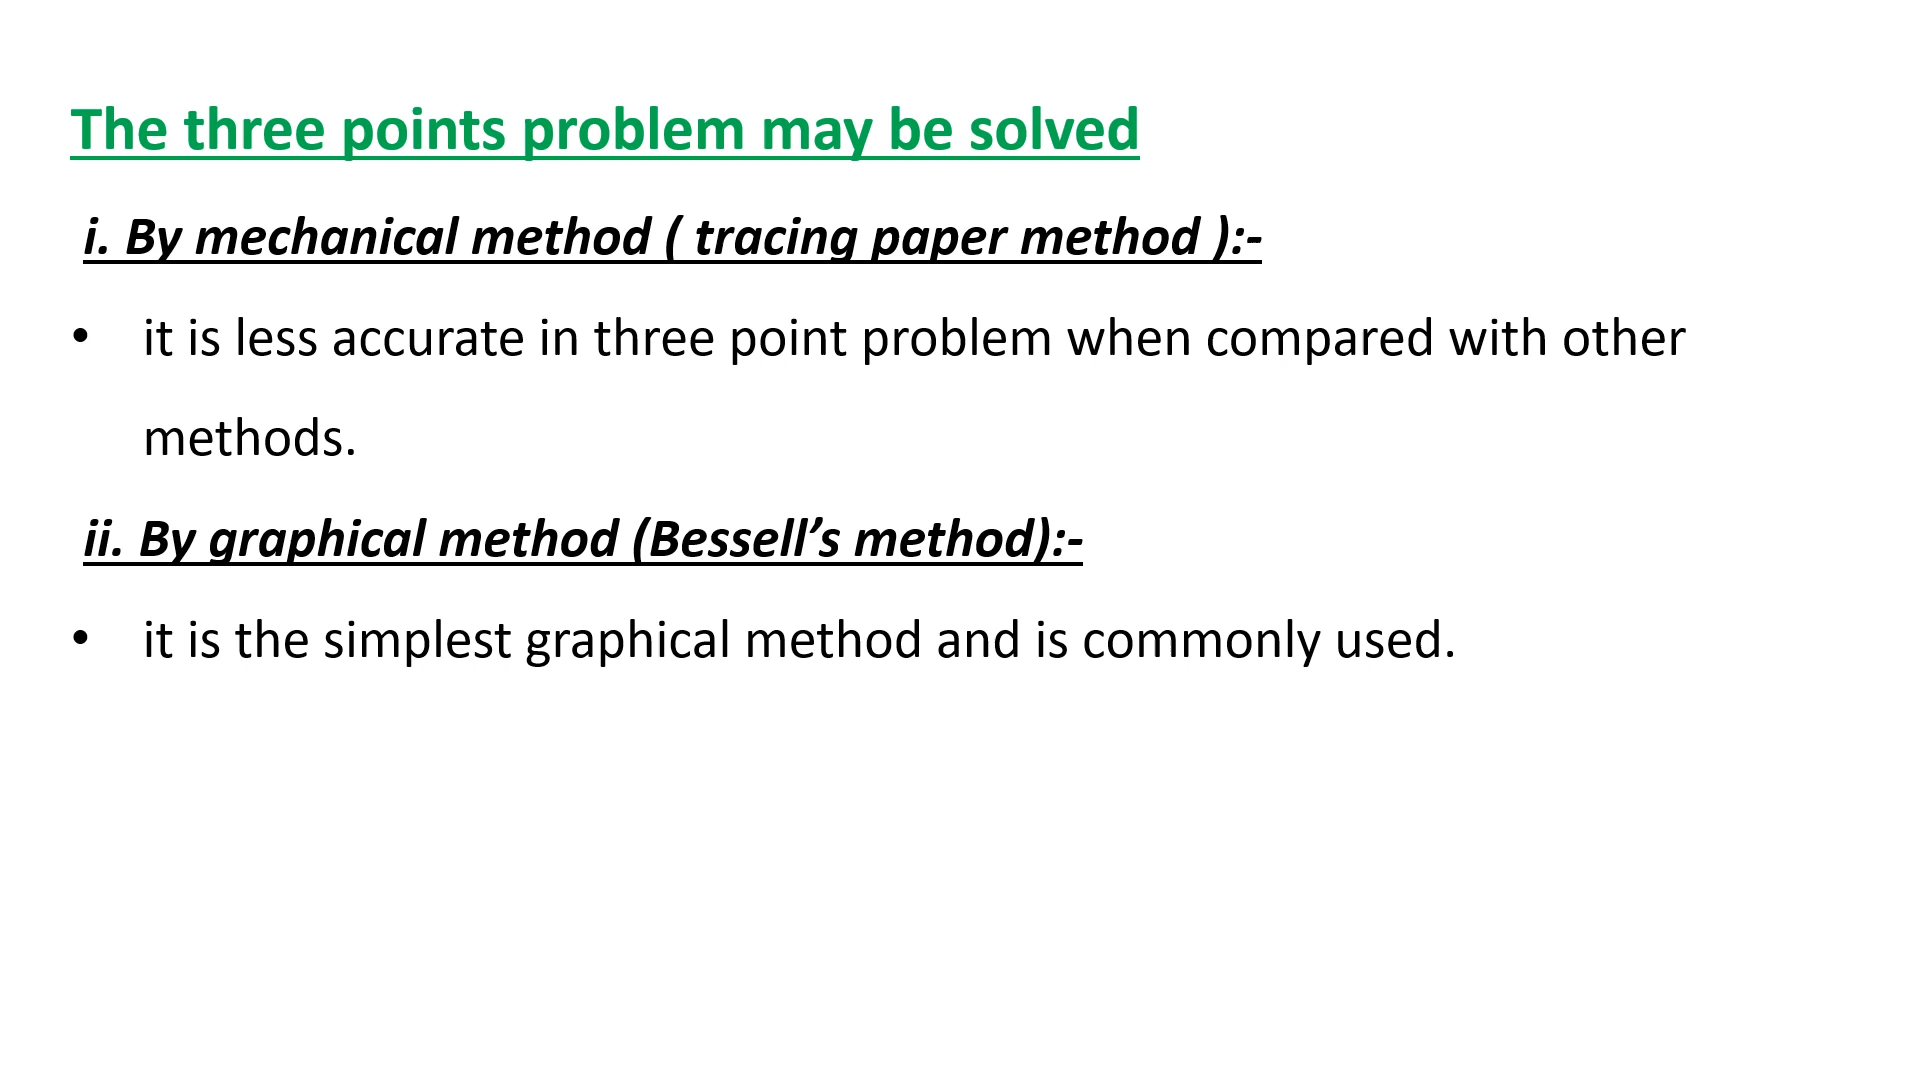 The three points problem may be solved
i. By mechanical method ( tracing paper method ):-
• it is less accurate in three point problem when compared with other
methods.
ii. By graphical method (Bessell’s method):-
• it is the simplest graphical method and is commonly used.